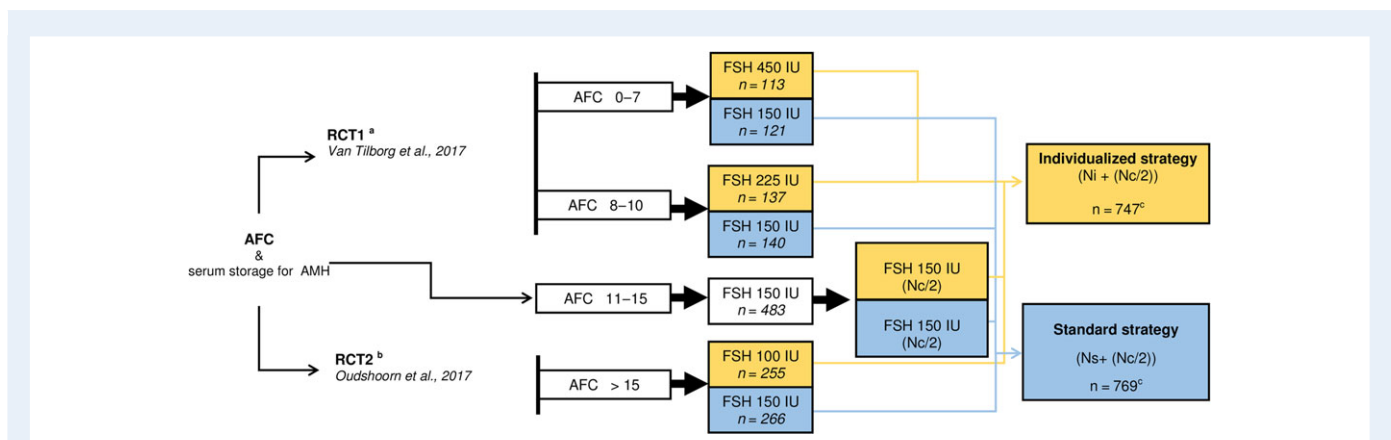 RCT1 a
Van Tilborg et al., 2017
AFC 0–7
FSH 450 IU
n = 113
FSH 150 IU
n = 121
AFC 8–10
FSH 225 IU
n = 137
FSH 150 IU
n = 140
AFC
&
serum storage for AMH
AFC 11–15
FSH 150 IU
n = 483
FSH 150 IU
(Nc/2)
FSH 150 IU
(Nc/2)
RCT2 b
Oudshoorn et al., 2017
AFC > 15
FSH 100 IU
n = 255
FSH 150 IU
n = 266
Individualized strategy
(Ni + (Nc/2))
n = 747c
Standard strategy
(Ns+ (Nc/2))
n = 769c